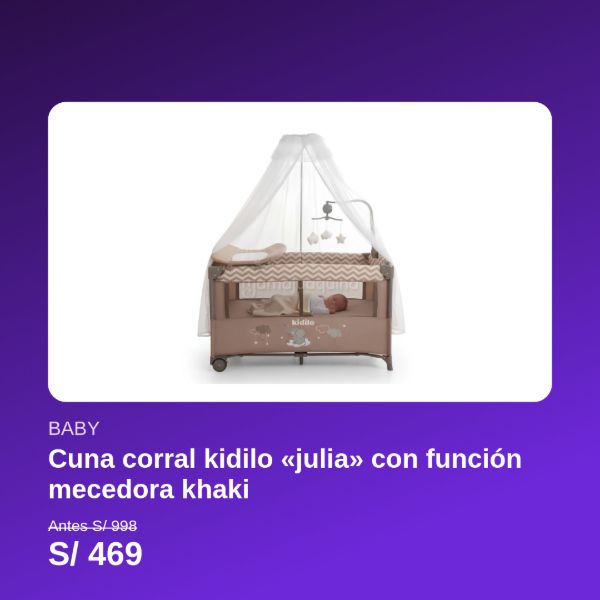 kidilo
BABY
Cuna corral kidilo «julia» con función
mecedora khaki
Antes S/ 998
S/ 469